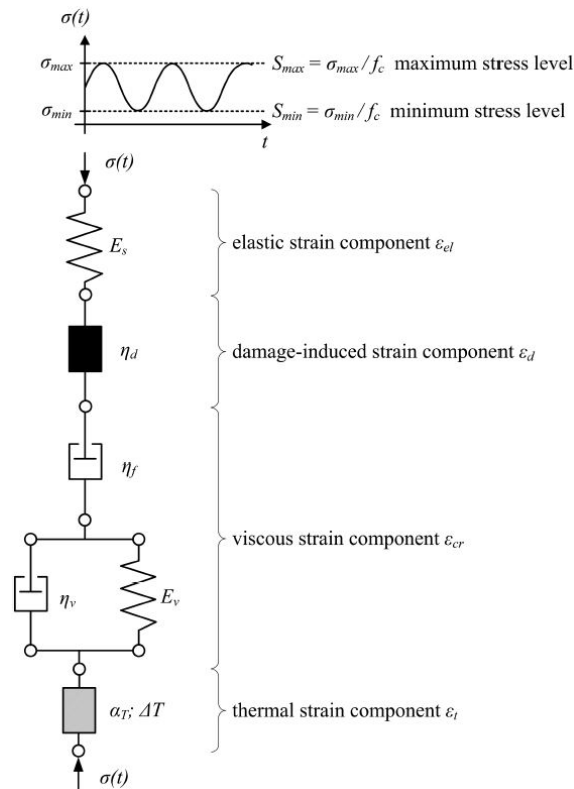 σ(t)
σmax
Smax = σmax/fc maximum stress level
σmin
Smin = σmin/fc minimum stress level
t
σ(t)
Es
elastic strain component εel
ηd
damage-induced strain component εd
ηf
viscous strain component εcr
ηv
Ev
αT; ΔT
thermal strain component εt
σ(t)